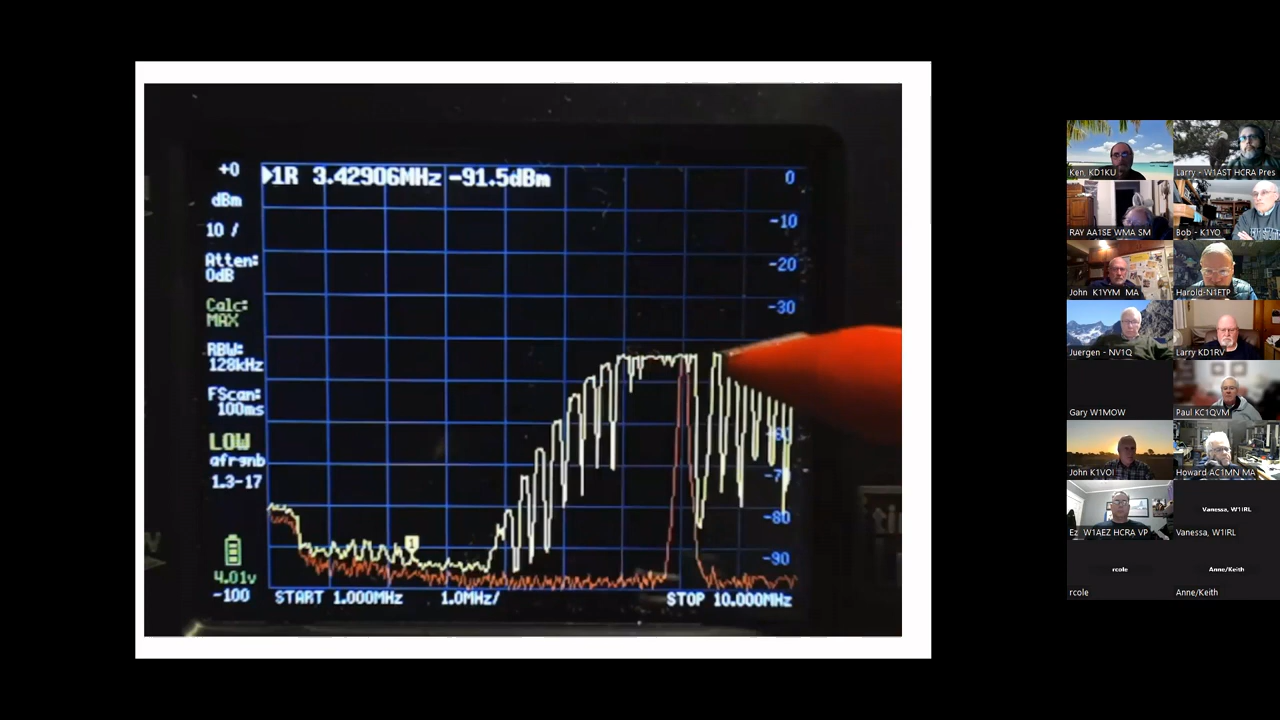 +0
dBm
10 /
Atten:
0dB
Calc:
MAX
RBW:
128kHz
FScan:
100ms
LOW
afrgnb
1.3-17
4.01v
-100
▶1R 3.42906MHz -91.5dBm
0
-10
-20
-30
-80
-90
1
START 1.000MHz 1.0MHz/ STOP 10.000MHz
Ken, KD1KU
Larry - W1AST HCRA Pres
RAY AA1SE WMA SM
Bob - K1YO
John K1YYM MA
Harold-N1FTP
Juergen - NV1Q
Larry KD1RV
Gary W1MOW
Paul KC1QVM
John K1VOI
Howard AC1MN MA
Ez W1AEZ HCRA VP
Vanessa, W1IRL
Vanessa, W1IRL
rcole
rcole
Anne/Keith
Anne/Keith